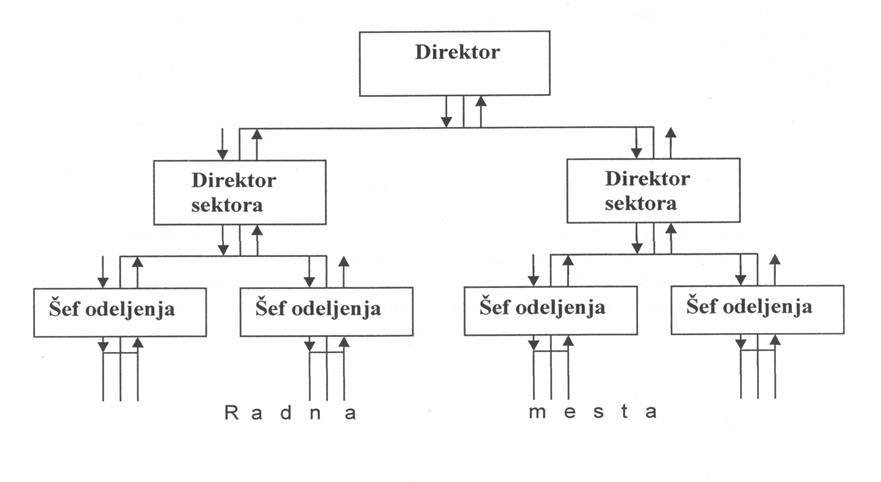 Direktor
Direktor
sektora
Direktor
sektora
Šef odeljenja
Šef odeljenja
Šef odeljenja
Šef odeljenja
R a d n a m e s t a